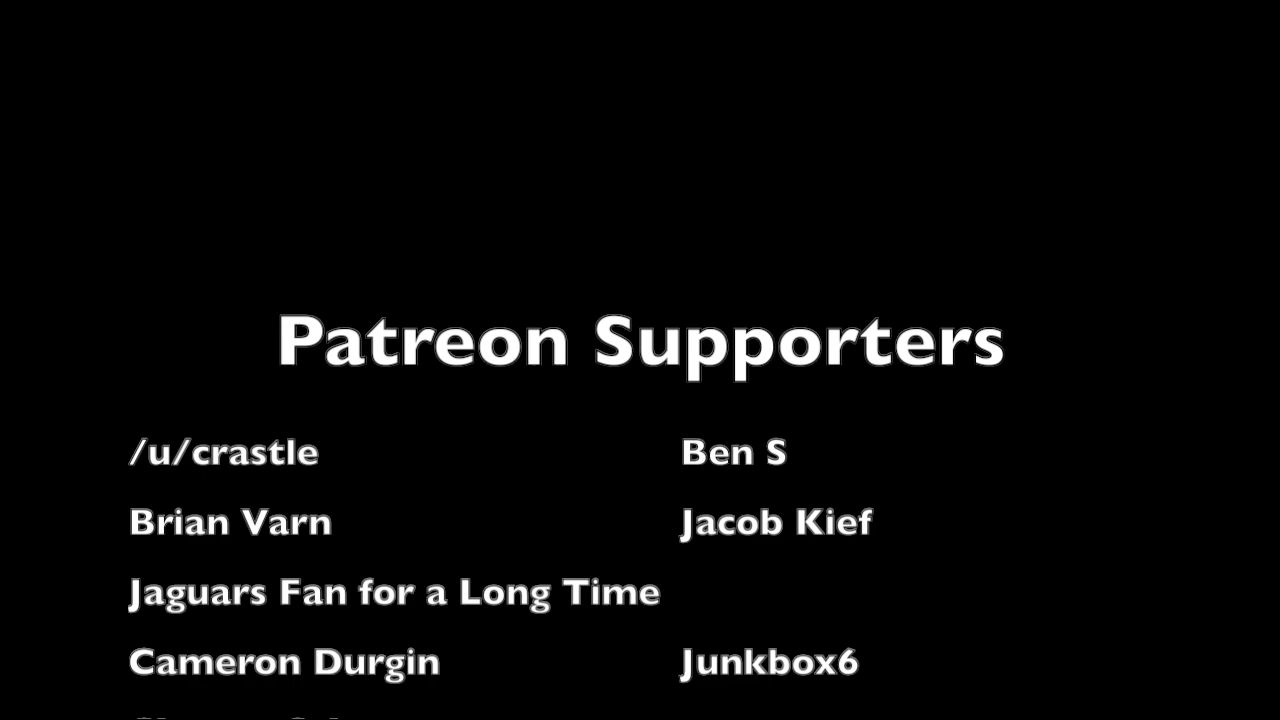 Patreon Supporters
/u/crastle Ben S
Brian Varn Jacob Kief
Jaguars Fan for a Long Time
Cameron Durgin Junkbox6